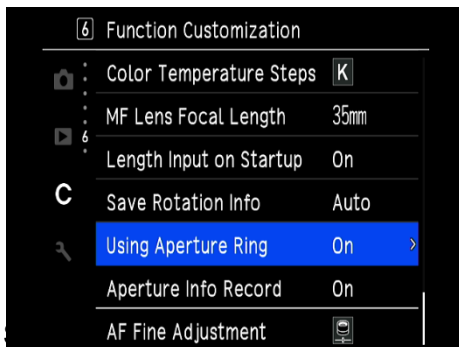 6 Function Customization
Color Temperature Steps K
MF Lens Focal Length 35mm
6
Length Input on Startup On
C Save Rotation Info Auto
Using Aperture Ring On >
Aperture Info Record On
AF Fine Adjustment